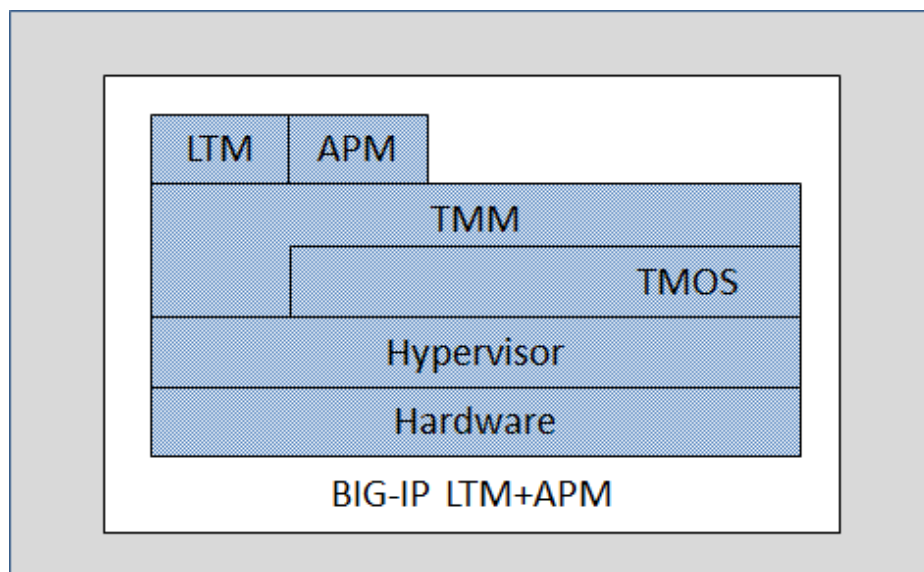 LTM APM
TMM
TMOS
Hypervisor
Hardware
BIG-IP LTM+APM